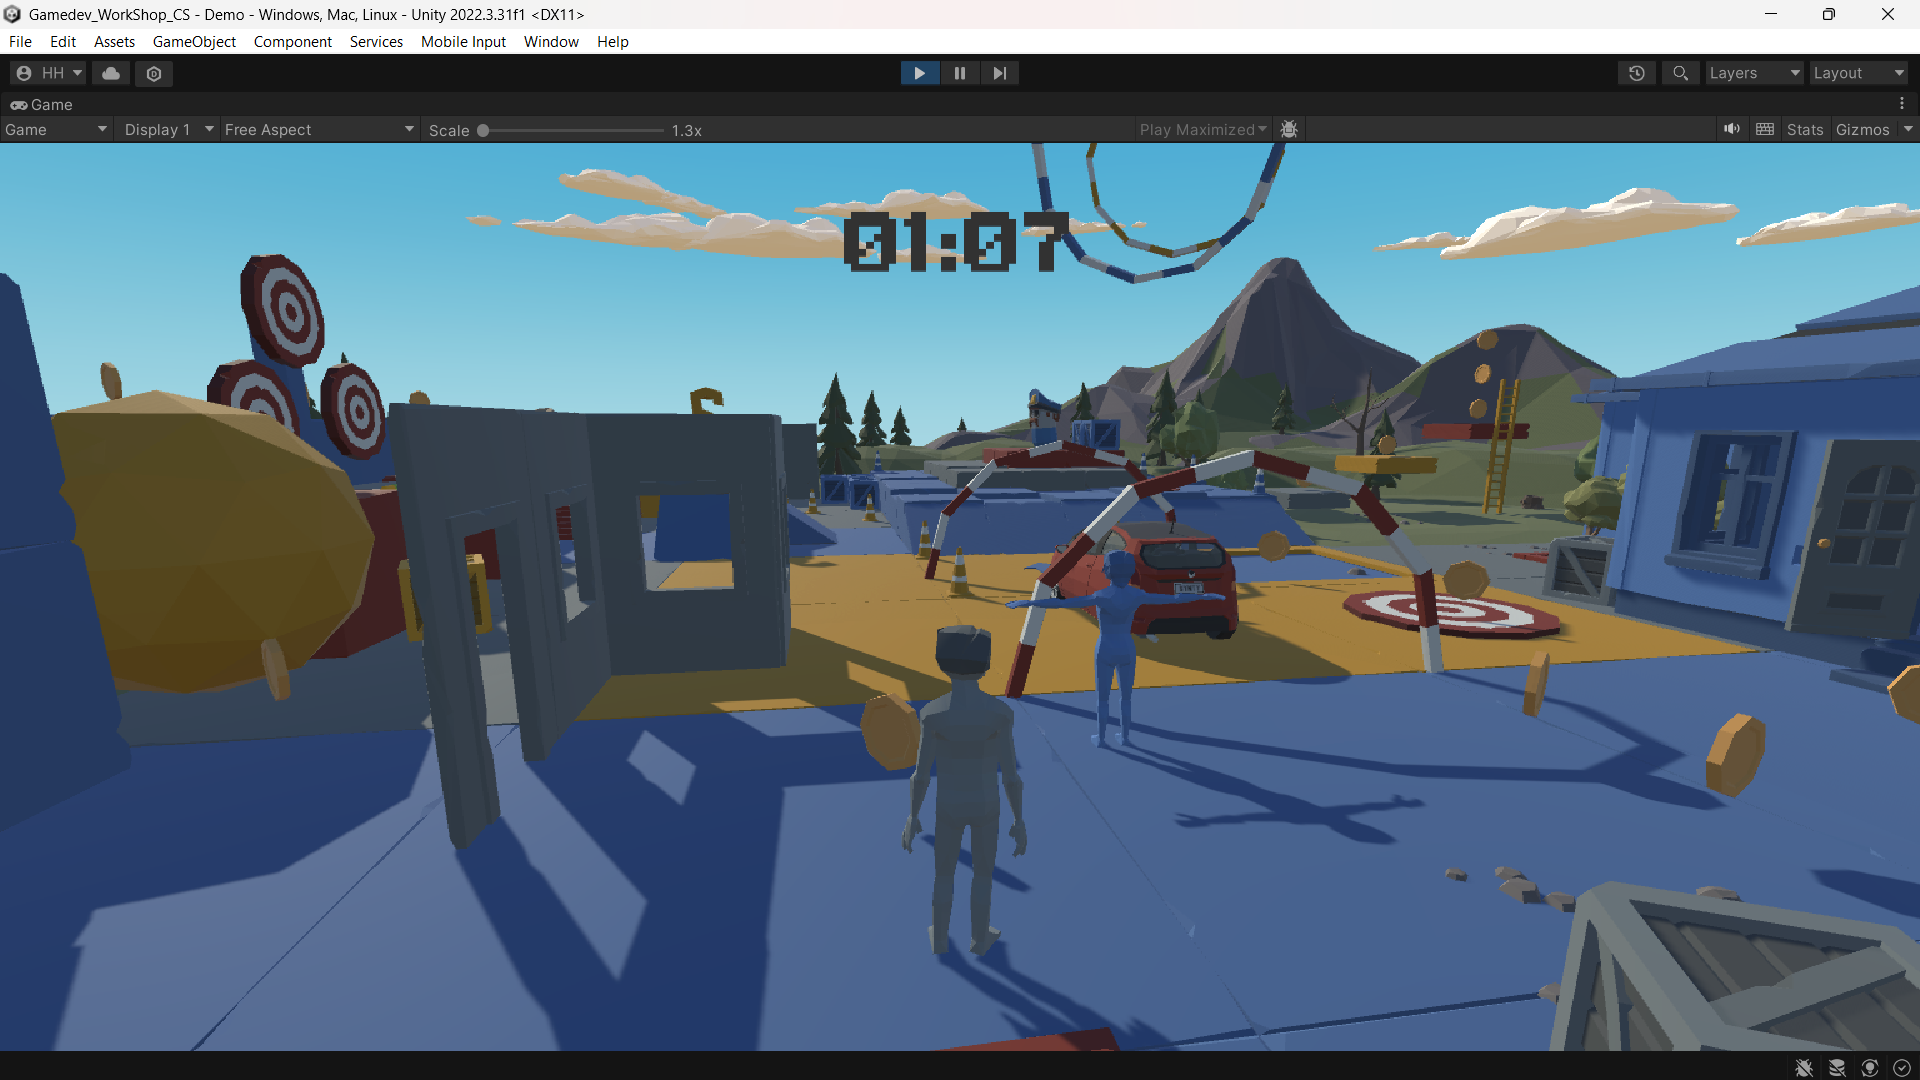 Gamedev_WorkShop_CS - Demo - Windows, Mac, Linux - Unity 2022.3.31f1 <DX11>
File Edit Assets GameObject Component Services Mobile Input Window Help
HH Layers Layout
Game
Game Display 1 Free Aspect Scale 1.3x Play Maximized Stats Gizmos
01:07